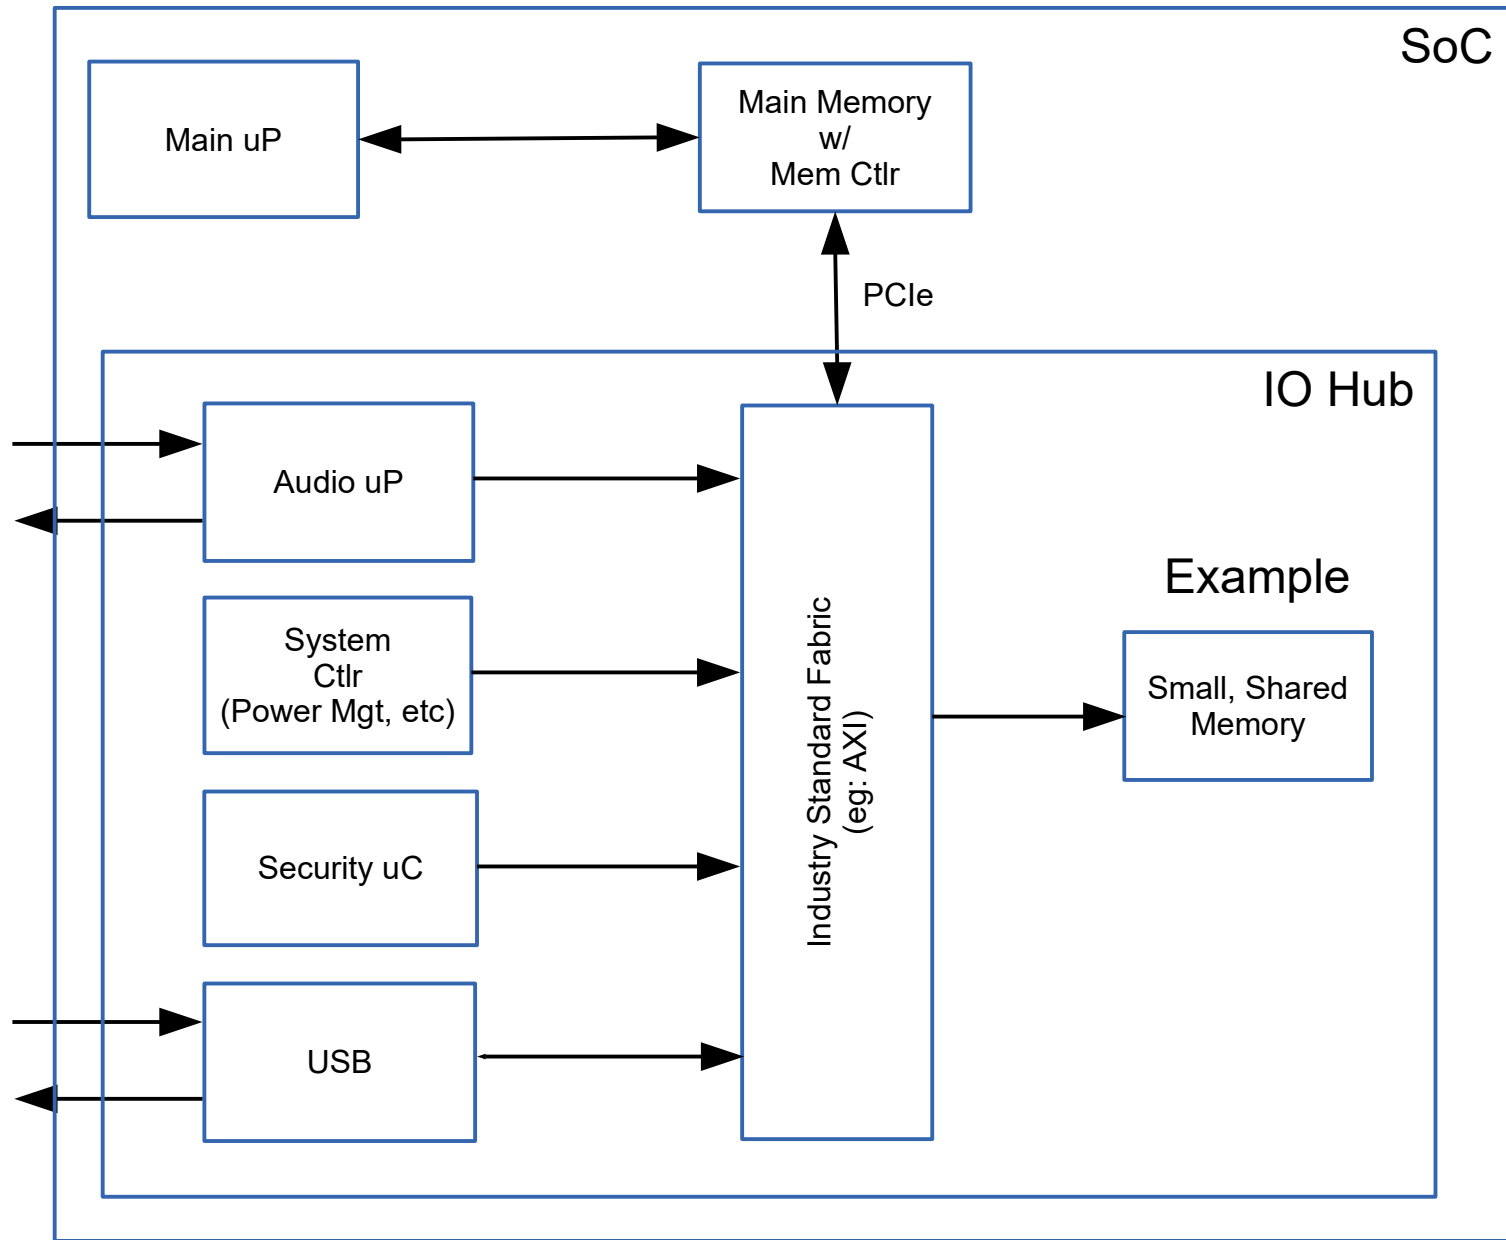 SoC
Main uP
Main Memory
w/
Mem Ctlr
PCIe
IO Hub
Audio uP
System
Ctlr
(Power Mgt, etc)
Security uC
USB
Industry Standard Fabric
(eg: AXI)
Example
Small, Shared
Memory